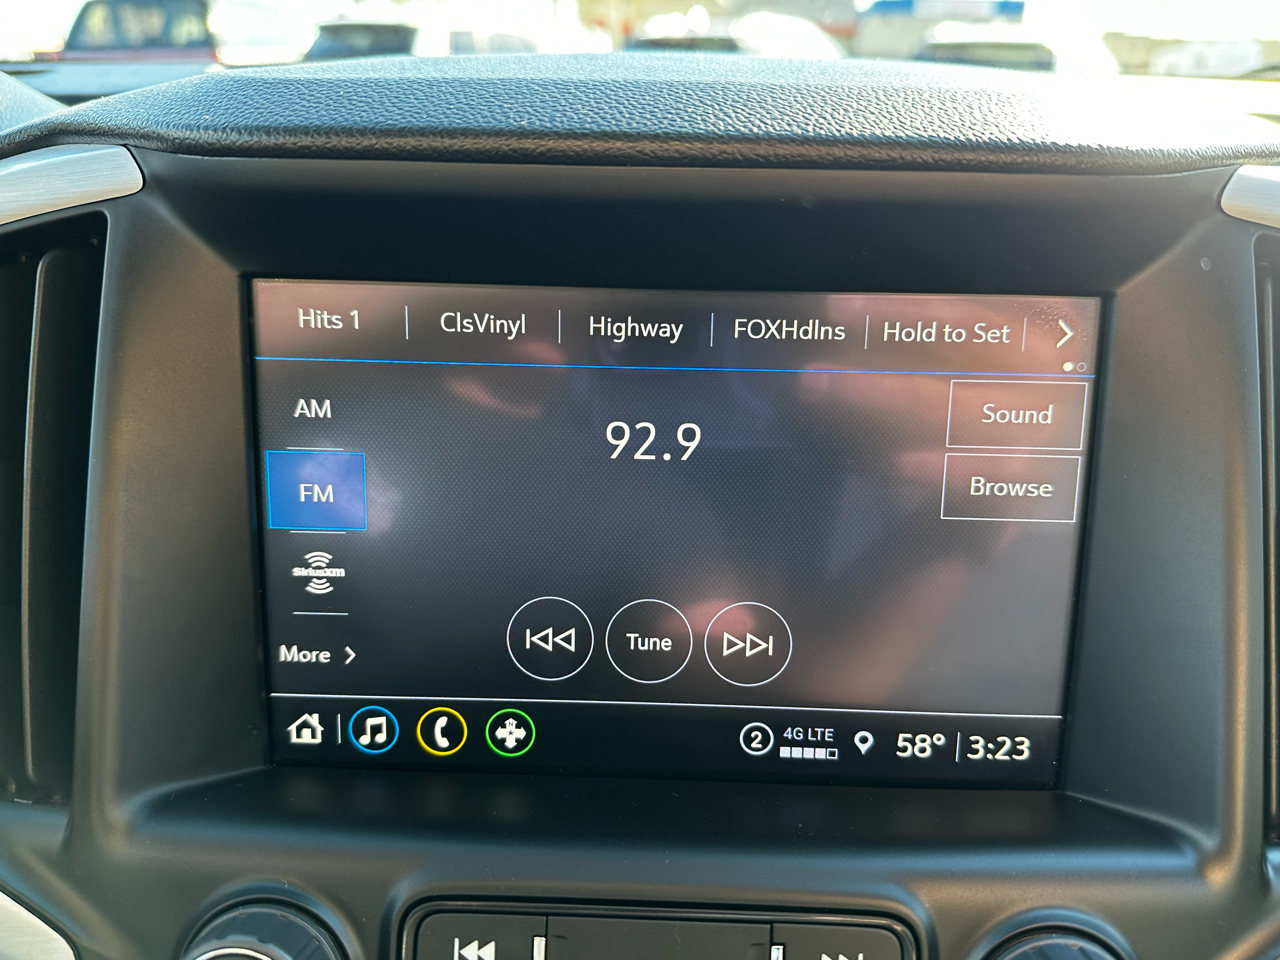 Hits 1
ClsVinyl
Highway
FOXHdlns
Hold to Set
AM
92.9
Sound
FM
Browse
SiriusXM
Tune
More
2
4G LTE
58°
3:23